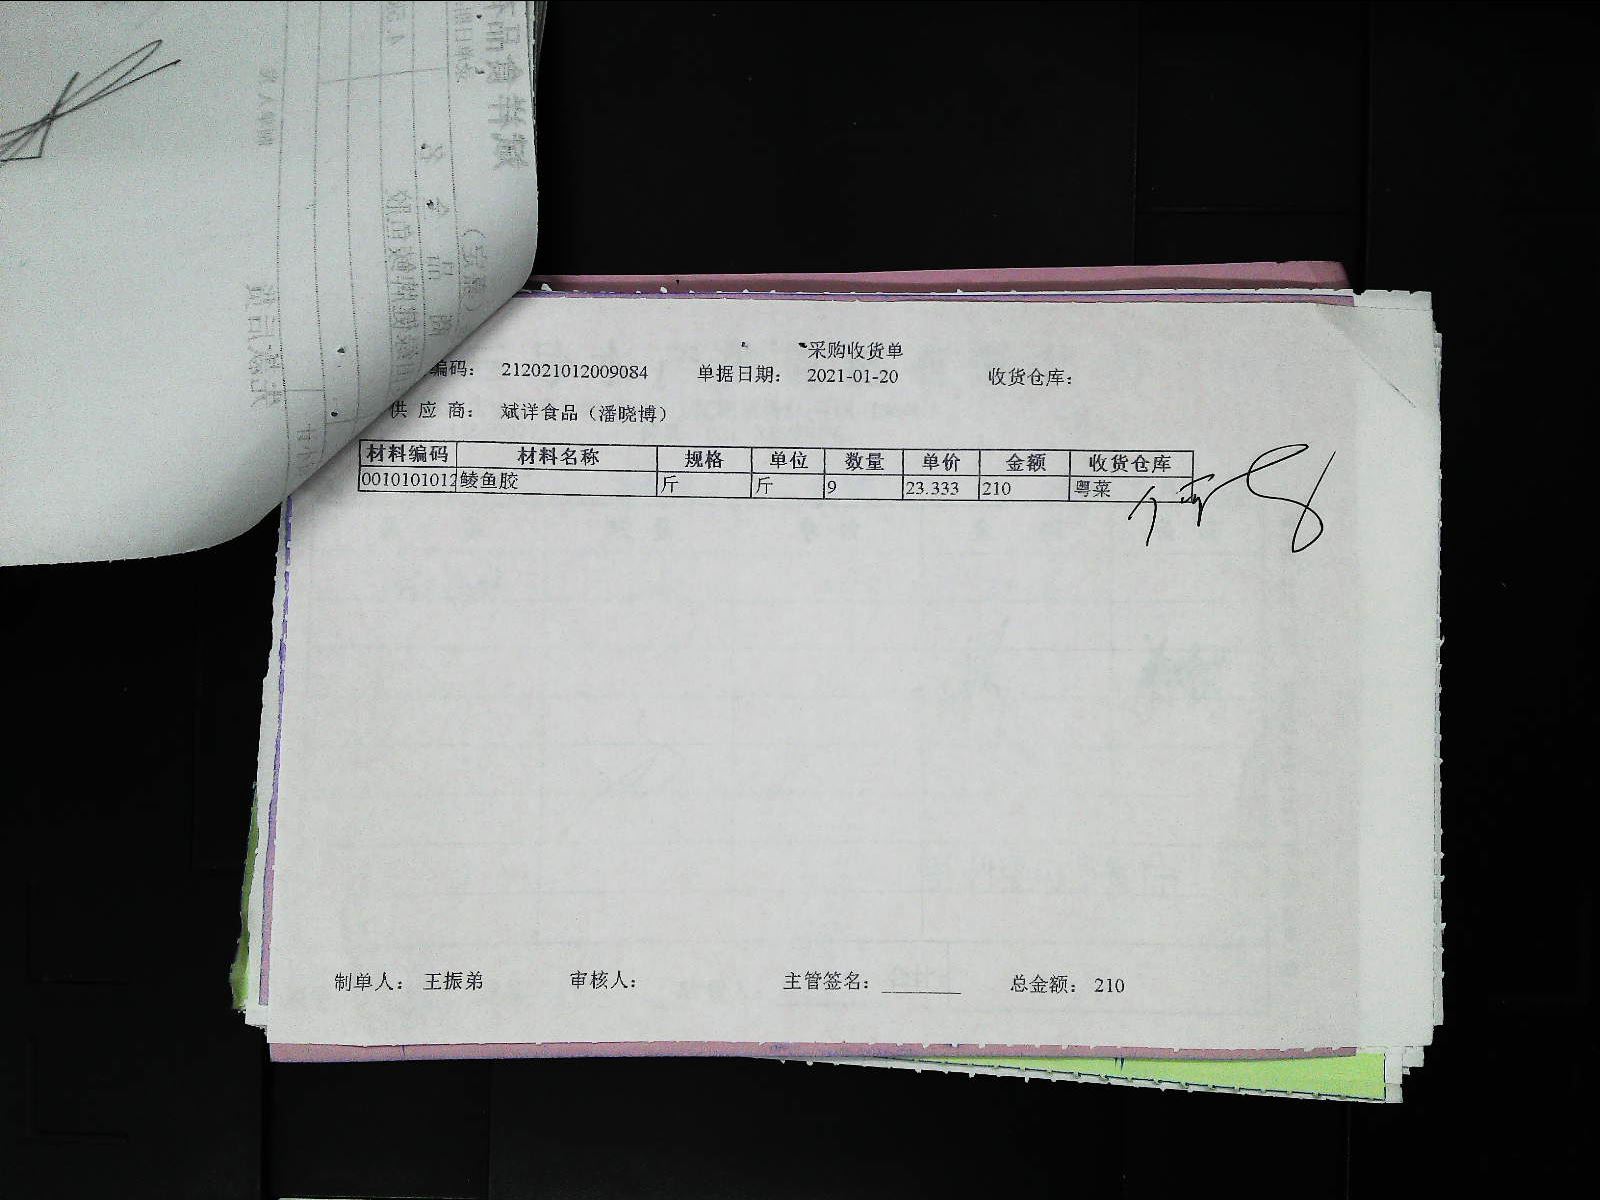 采购收货单
编码： 212021012009084 单据日期： 2021-01-20 收货仓库：
供 应 商： 斌详食品（潘晓博）
材料编码 材料名称 规格 单位 数量 单价 金额 收货仓库
0010101012 鲮鱼胶 斤 斤 9 23.333 210 粤菜
制单人： 王振弟 审核人： 主管签名： 总金额： 210